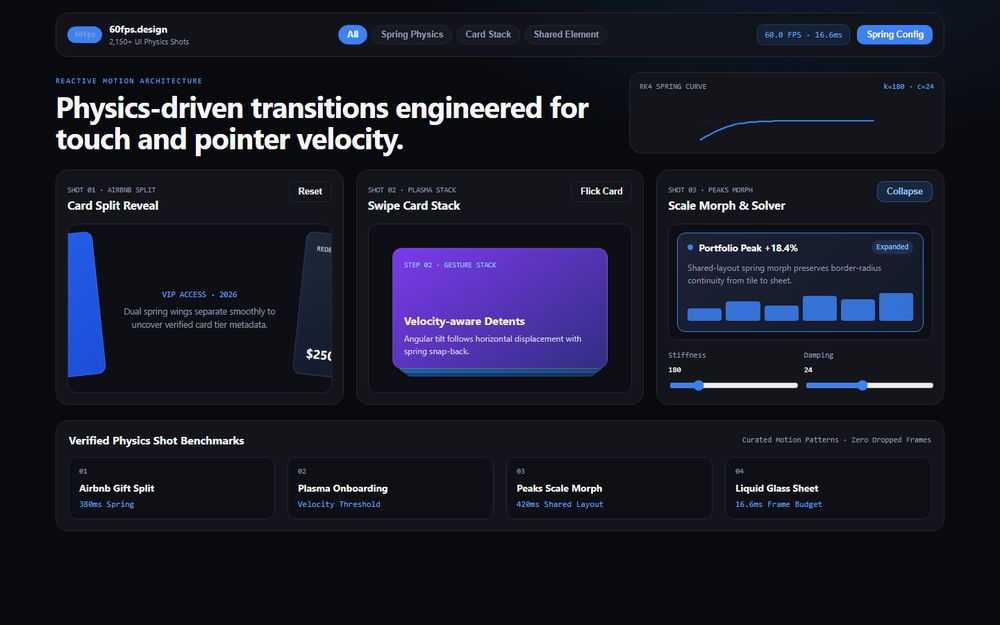 60fps
60fps.design
2,150+ UI Physics Shots
All
Spring Physics
Card Stack
Shared Element
60.0 FPS · 16.6ms
Spring Config
REACTIVE MOTION ARCHITECTURE
Physics-driven transitions engineered for
touch and pointer velocity.
RK4 SPRING CURVE
k=180 · c=24
SHOT 01 · AIRBNB SPLIT
Card Split Reveal
Reset
VIP ACCESS · 2026
Dual spring wings separate smoothly to
uncover verified card tier metadata.
REDE
$250
SHOT 02 · PLASMA STACK
Swipe Card Stack
Flick Card
STEP 02 · GESTURE STACK
Velocity-aware Detents
Angular tilt follows horizontal displacement with
spring snap-back.
SHOT 03 · PEAKS MORPH
Scale Morph & Solver
Collapse
Portfolio Peak +18.4%
Expanded
Shared-layout spring morph preserves border-radius
continuity from tile to sheet.
Stiffness
180
Damping
24
Verified Physics Shot Benchmarks
Curated Motion Patterns · Zero Dropped Frames
01
Airbnb Gift Split
380ms Spring
02
Plasma Onboarding
Velocity Threshold
03
Peaks Scale Morph
420ms Shared Layout
04
Liquid Glass Sheet
16.6ms Frame Budget